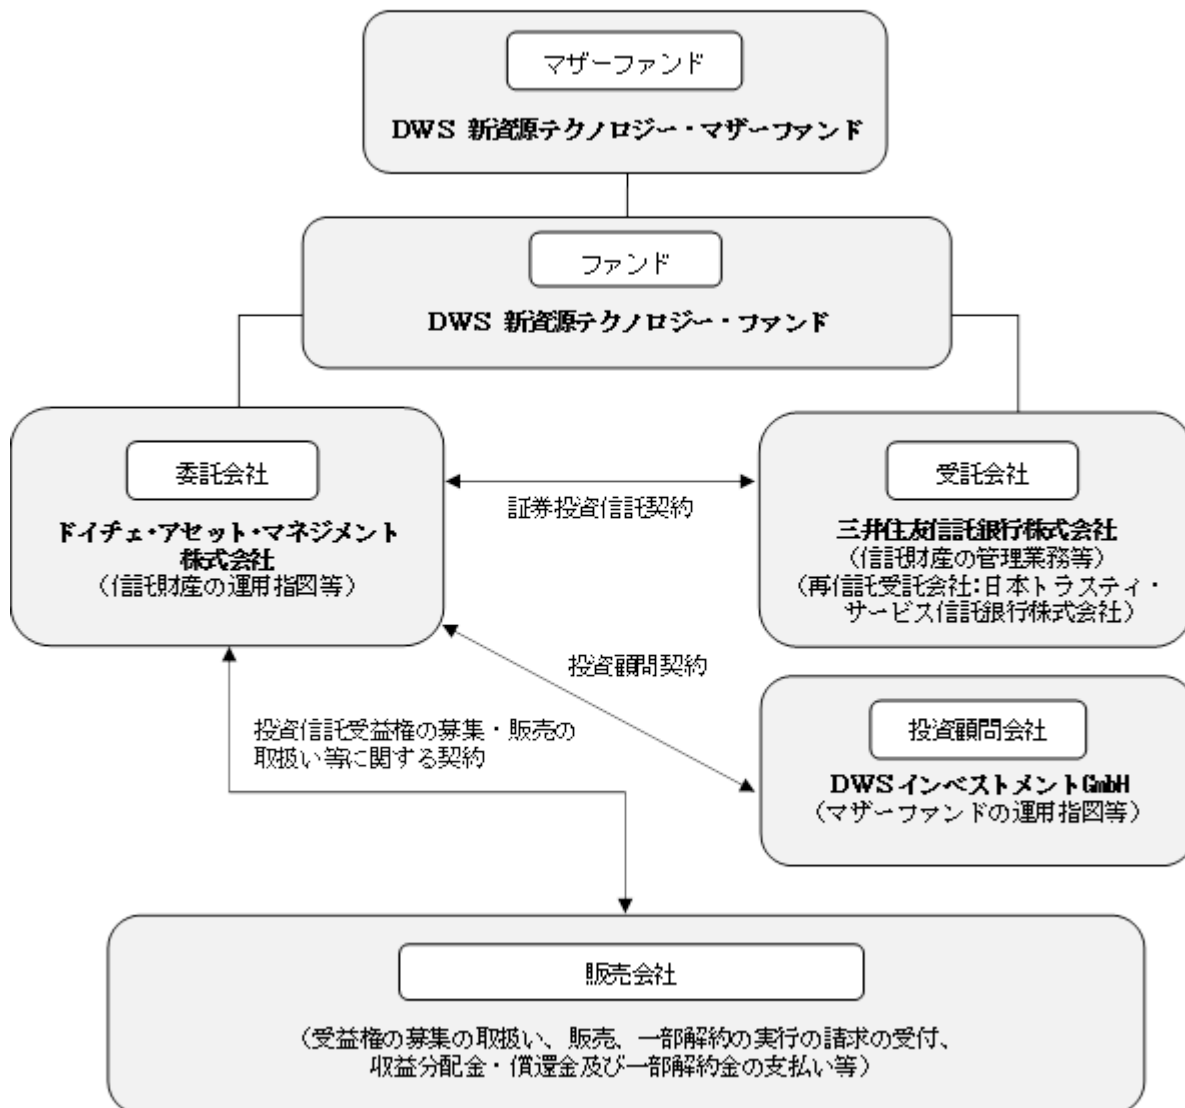 マザーファンド
DWS 新資源テクノロジー・マザーファンド
ファンド
DWS 新資源テクノロジー・ファンド
委託会社
ドイチェ・アセット・マネジメント
株式会社
（信託財産の運用指図等）
証券投資信託契約
受託会社
三井住友信託銀行株式会社
（信託財産の管理業務等）
（再信託受託会社：日本トラスティ・
サービス信託銀行株式会社）
投資顧問契約
投資信託受益権の募集・販売の
取扱い等に関する契約
投資顧問会社
DWSインベストメントGmbH
（マザーファンドの運用指図等）
販売会社
（受益権の募集の取扱い、販売、一部解約の実行の請求の受付、
収益分配金・償還金及び一部解約金の支払い等）